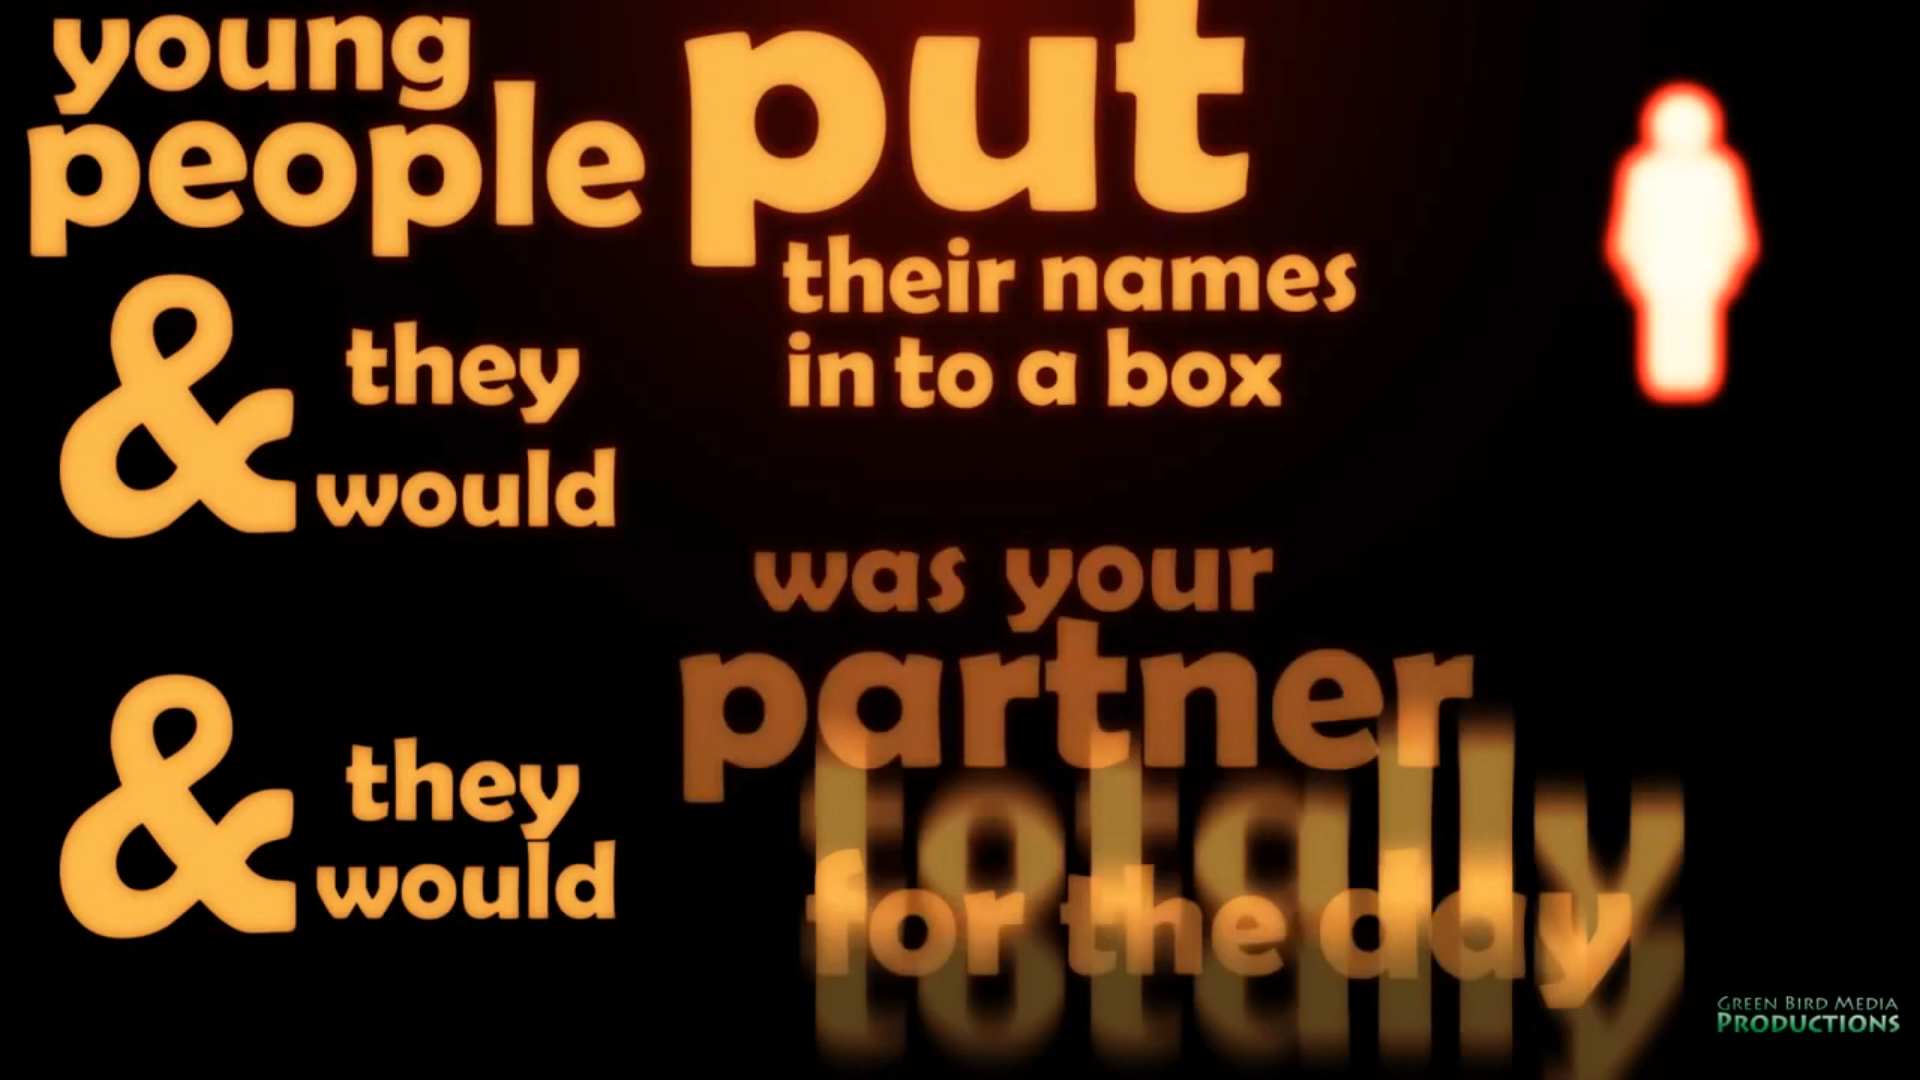 young
people
put
their names
in to a box
& they
would
was your
partner
totally
for the day
& they
would
GREEN BIRD MEDIA
PRODUCTIONS